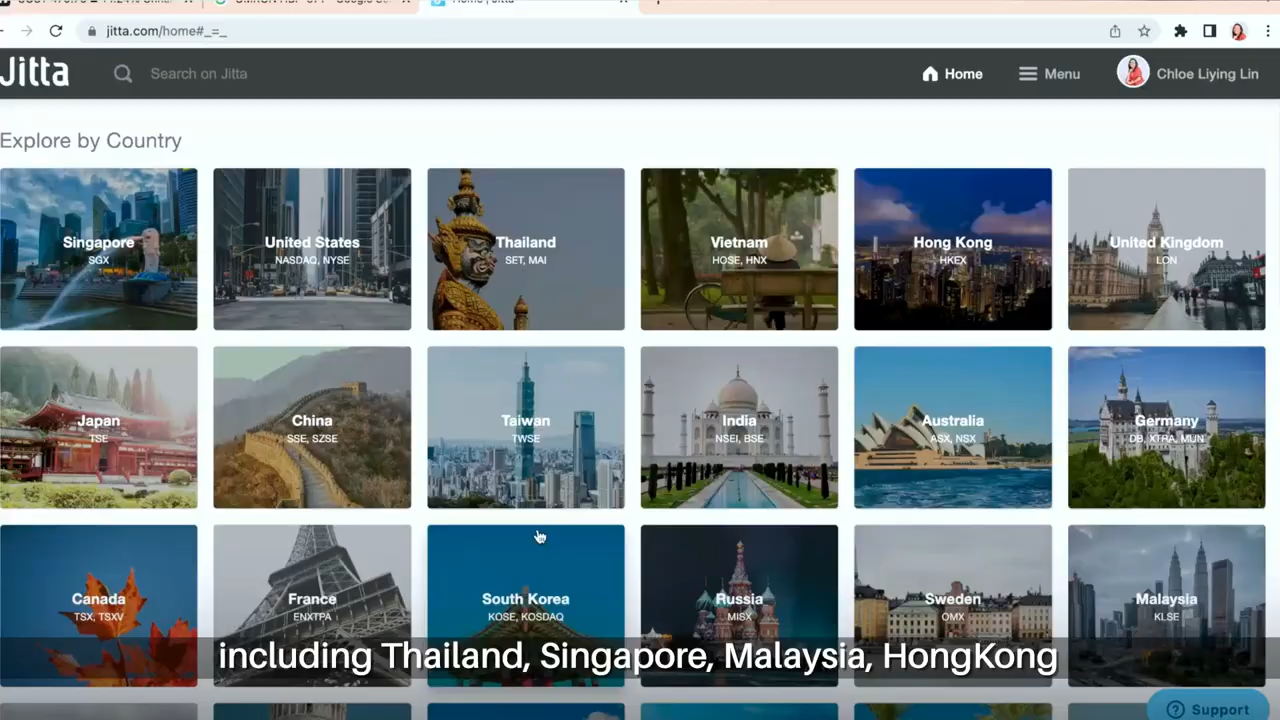 jitta.com/home#_=_
Jitta
Search on Jitta
Home
Menu
Chloe Liying Lin
Explore by Country
Singapore
SGX
United States
NASDAQ, NYSE
Thailand
SET, MAI
Vietnam
HOSE, HNX
Hong Kong
HKEX
United Kingdom
LON
Japan
TSE
China
SSE, SZSE
Taiwan
TWSE
India
NSEI, BSE
Australia
ASX, NSX
Germany
DB, XTRA, MUN
Canada
TSX, TSXV
France
ENXTPA
South Korea
KOSE, KOSDAQ
Russia
MISX
Sweden
OMX
Malaysia
KLSE
including Thailand, Singapore, Malaysia, HongKong
Support